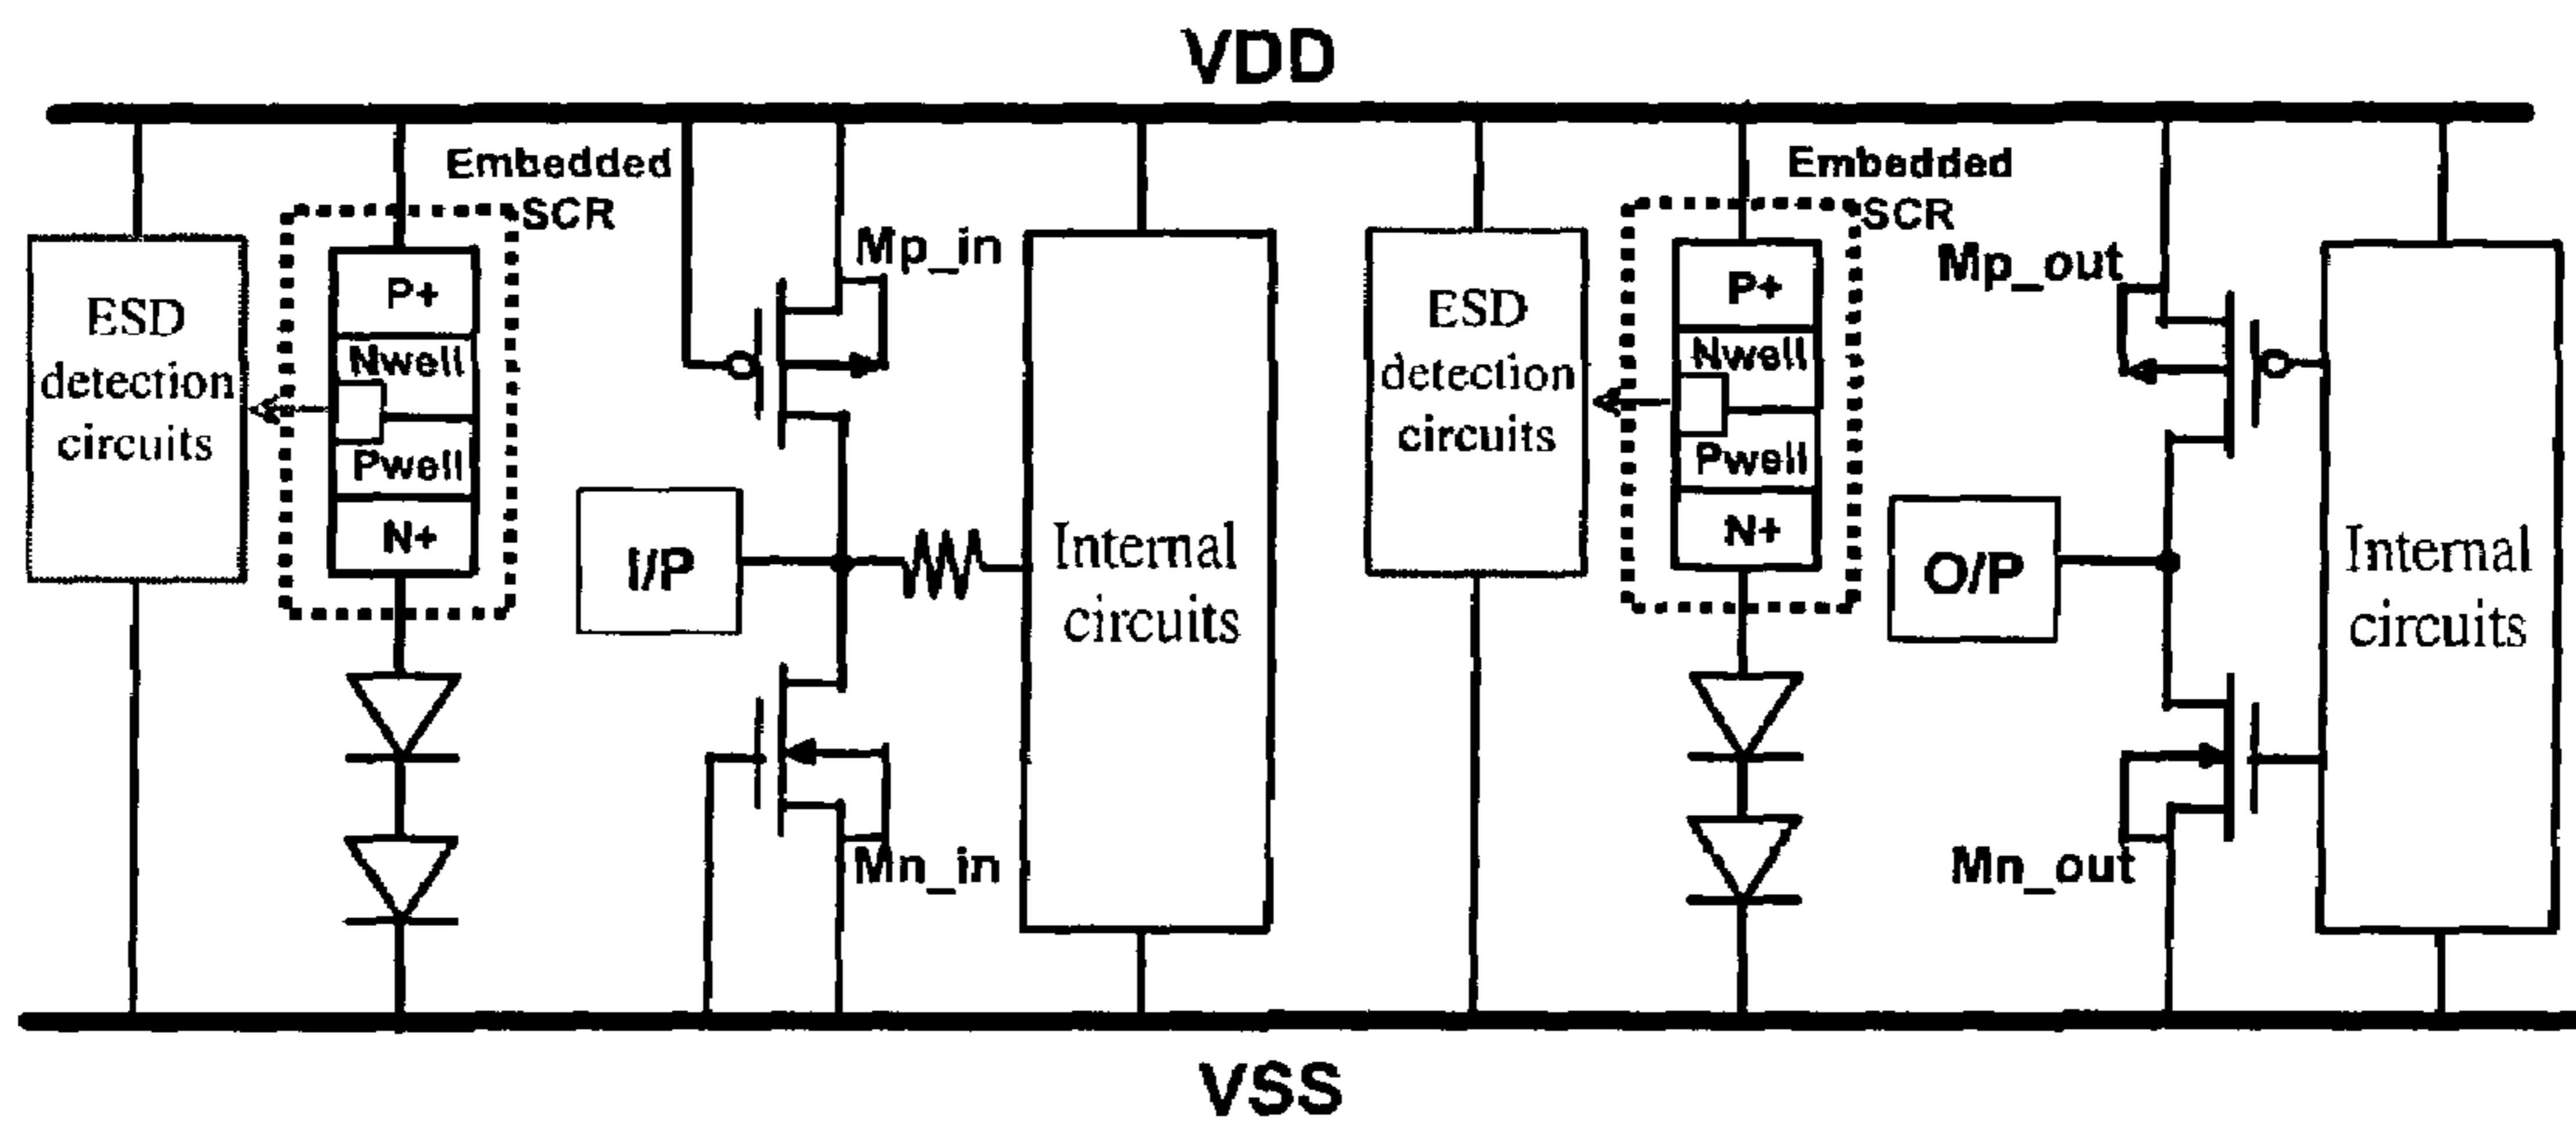 VDD
Embedded
SCR
ESD
detection
circuits
P+
Nwell
Pwell
N+
Mp_in
I/P
Mn_in
Internal
circuits
Embedded
SCR
ESD
detection
circuits
P+
Nwell
Pwell
N+
Mp_out
O/P
Mn_out
Internal
circuits
VSS